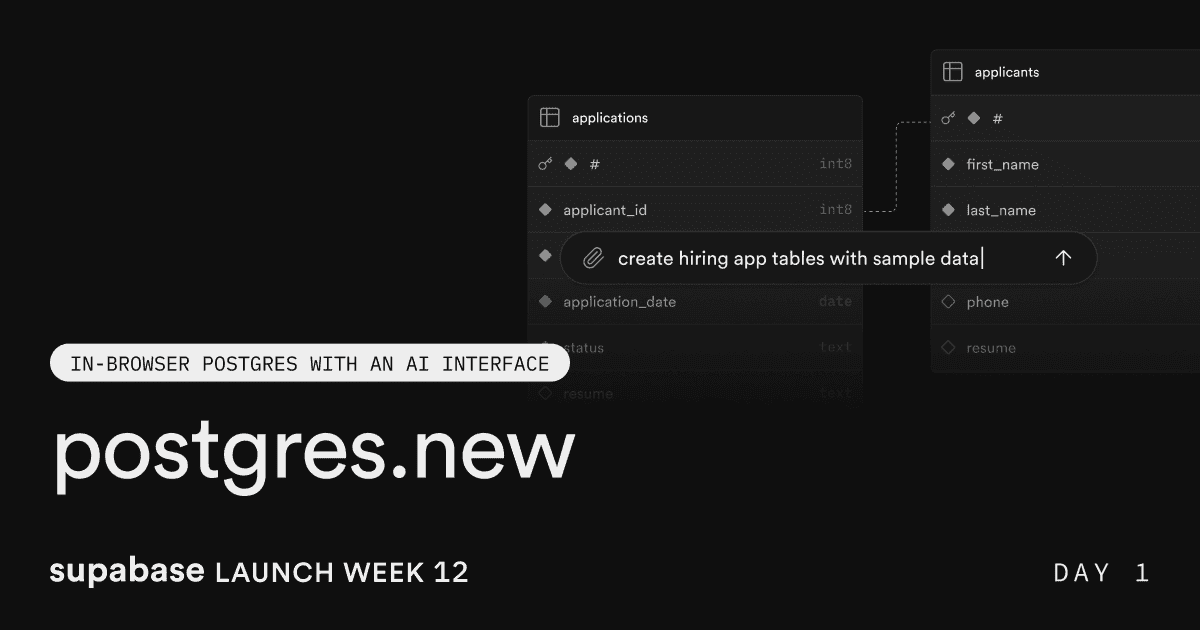 applications
# int8
applicant_id int8
application_date date
status text
resume text
applicants
#
first_name
last_name
phone
resume
create hiring app tables with sample data
IN-BROWSER POSTGRES WITH AN AI INTERFACE
postgres.new
supabase LAUNCH WEEK 12
DAY 1